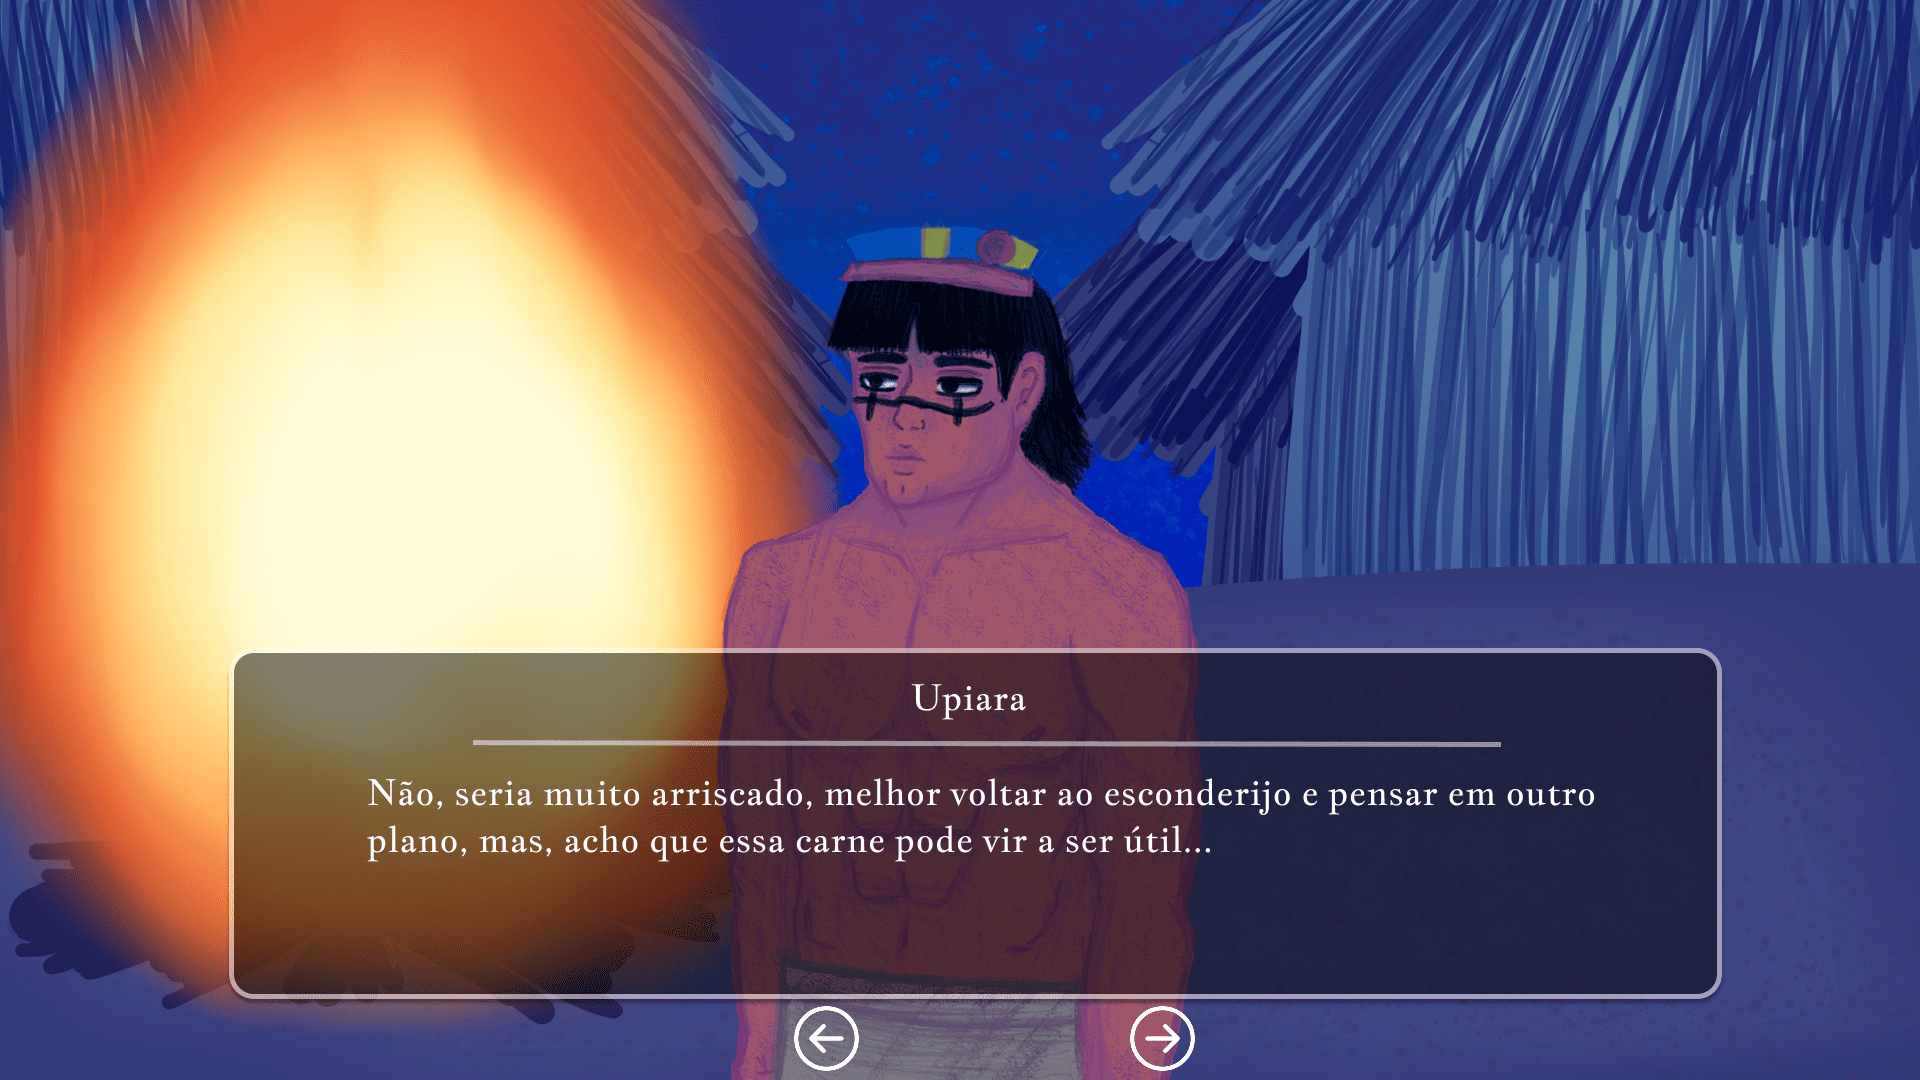 Upiara
Não, seria muito arriscado, melhor voltar ao esconderijo e pensar em outro
plano, mas, acho que essa carne pode vir a ser útil...